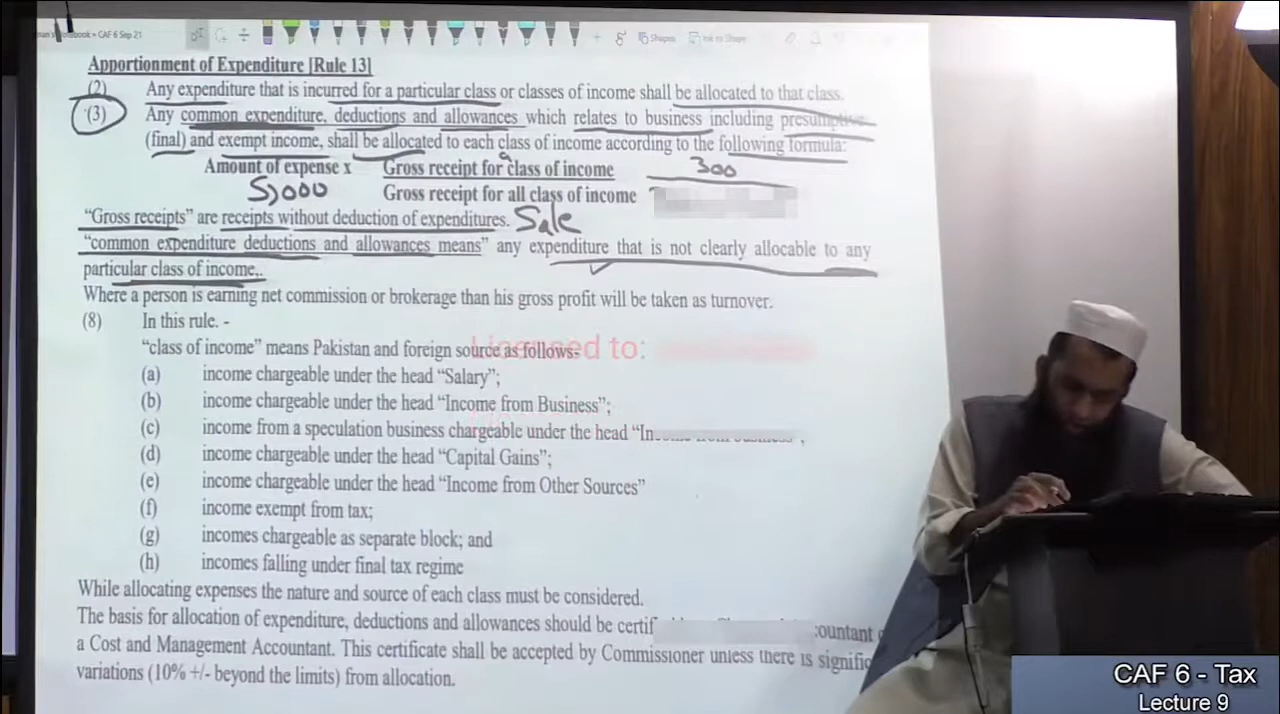 CAF 6 Sep 21
Shapes
Ink to Shape
Apportionment of Expenditure [Rule 13]
(2) Any expenditure that is incurred for a particular class or classes of income shall be allocated to that class.
(3) Any common expenditure, deductions and allowances which relates to business including presumptive
(final) and exempt income, shall be allocated to each class of income according to the following formula:
Amount of expense x Gross receipt for class of income 300
5,000 Gross receipt for all class of income
"Gross receipts" are receipts without deduction of expenditures. Sale
"common expenditure deductions and allowances means" any expenditure that is not clearly allocable to any
particular class of income,.
Where a person is earning net commission or brokerage than his gross profit will be taken as turnover.
(8) In this rule. -
"class of income" means Pakistan and foreign source as follows:-
Licensed to:
(a) income chargeable under the head "Salary";
(b) income chargeable under the head "Income from Business";
(c) income from a speculation business chargeable under the head "In
(d) income chargeable under the head "Capital Gains";
(e) income chargeable under the head "Income from Other Sources"
(f) income exempt from tax;
(g) incomes chargeable as separate block; and
(h) incomes falling under final tax regime
While allocating expenses the nature and source of each class must be considered.
The basis for allocation of expenditure, deductions and allowances should be certif countant
a Cost and Management Accountant. This certificate shall be accepted by Commissioner unless there is signific
variations (10% +/- beyond the limits) from allocation.
CAF 6 - Tax
Lecture 9